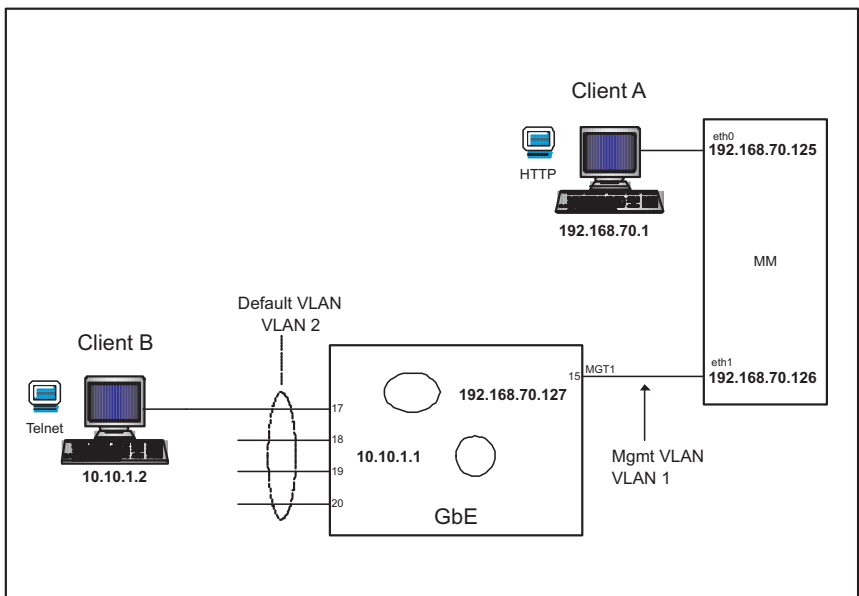 Client A
HTTP
192.168.70.1
eth0
192.168.70.125
MM
eth1
192.168.70.126
Default VLAN
VLAN 2
Client B
Telnet
10.10.1.2
17
18
19
20
10.10.1.1
192.168.70.127
15
MGT1
GbE
Mgmt VLAN
VLAN 1